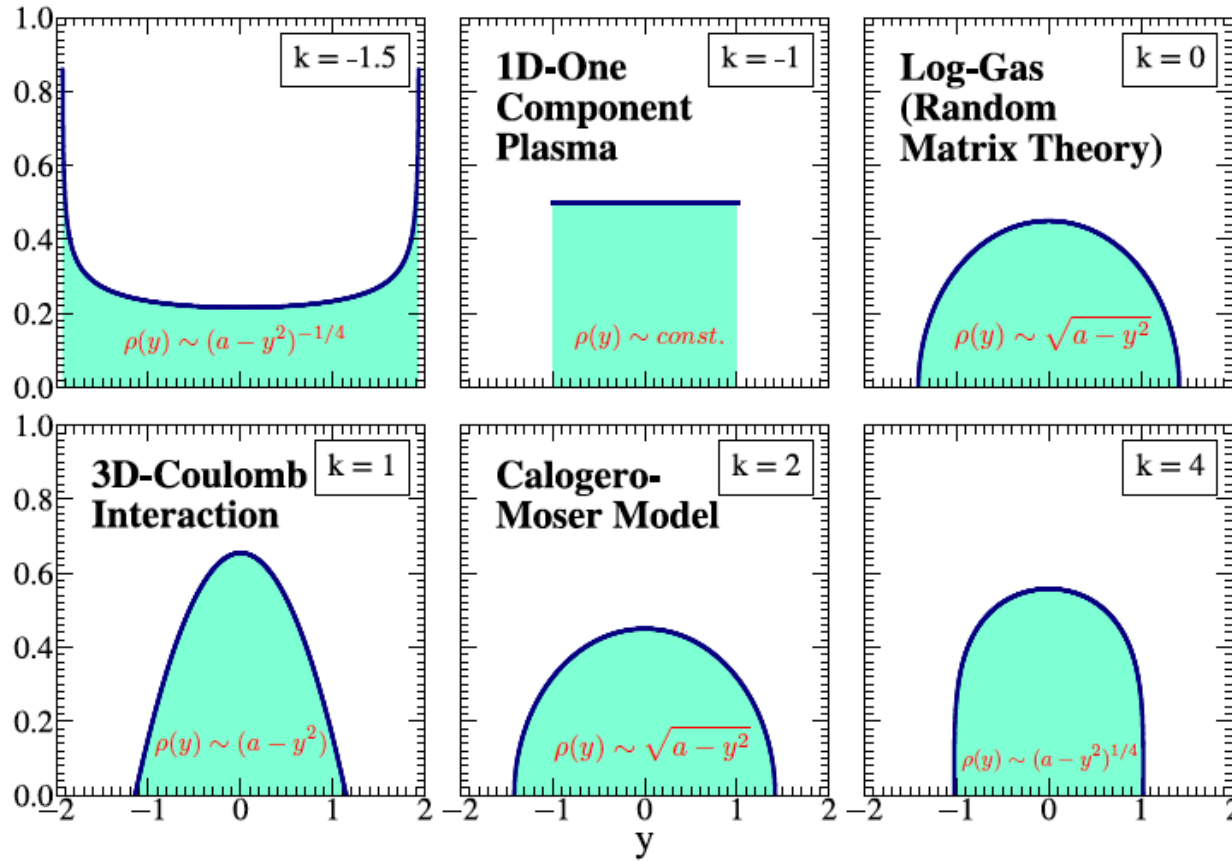 1.0
0.8
0.6
0.4
0.2
0.0
k = -1.5
ρ(y) ∼ (a − y²)^{−1/4}
1D-One
Component
Plasma
k = -1
ρ(y) ∼ const.
Log-Gas
(Random
Matrix Theory)
k = 0
ρ(y) ∼ √(a − y²)
1.0
0.8
0.6
0.4
0.2
0.0
3D-Coulomb
Interaction
k = 1
ρ(y) ∼ (a − y²)
Calogero-
Moser Model
k = 2
ρ(y) ∼ √(a − y²)
k = 4
ρ(y) ∼ (a − y²)^{1/4}
−2 −1 0 1 2
−2 −1 0 1 2
−2 −1 0 1 2
y